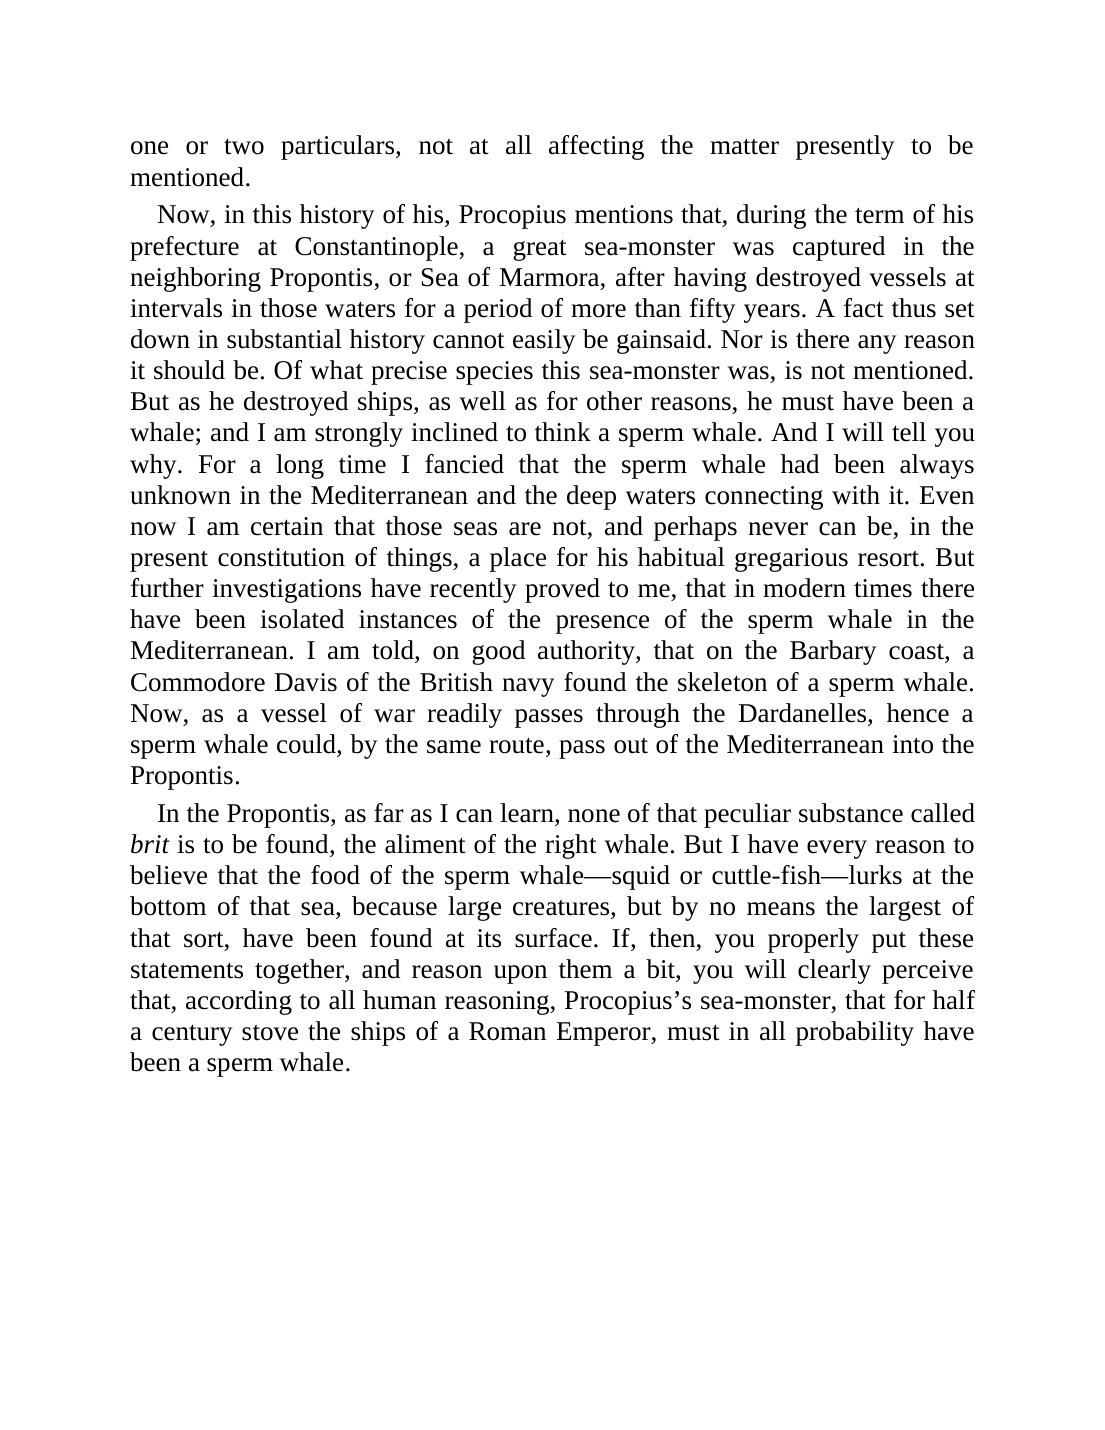 one or two particulars, not at all affecting the matter presently to be
mentioned.
Now, in this history of his, Procopius mentions that, during the term of his
prefecture at Constantinople, a great sea-monster was captured in the
neighboring Propontis, or Sea of Marmora, after having destroyed vessels at
intervals in those waters for a period of more than fifty years. A fact thus set
down in substantial history cannot easily be gainsaid. Nor is there any reason
it should be. Of what precise species this sea-monster was, is not mentioned.
But as he destroyed ships, as well as for other reasons, he must have been a
whale; and I am strongly inclined to think a sperm whale. And I will tell you
why. For a long time I fancied that the sperm whale had been always
unknown in the Mediterranean and the deep waters connecting with it. Even
now I am certain that those seas are not, and perhaps never can be, in the
present constitution of things, a place for his habitual gregarious resort. But
further investigations have recently proved to me, that in modern times there
have been isolated instances of the presence of the sperm whale in the
Mediterranean. I am told, on good authority, that on the Barbary coast, a
Commodore Davis of the British navy found the skeleton of a sperm whale.
Now, as a vessel of war readily passes through the Dardanelles, hence a
sperm whale could, by the same route, pass out of the Mediterranean into the
Propontis.
In the Propontis, as far as I can learn, none of that peculiar substance called
brit is to be found, the aliment of the right whale. But I have every reason to
believe that the food of the sperm whale—squid or cuttle-fish—lurks at the
bottom of that sea, because large creatures, but by no means the largest of
that sort, have been found at its surface. If, then, you properly put these
statements together, and reason upon them a bit, you will clearly perceive
that, according to all human reasoning, Procopius’s sea-monster, that for half
a century stove the ships of a Roman Emperor, must in all probability have
been a sperm whale.